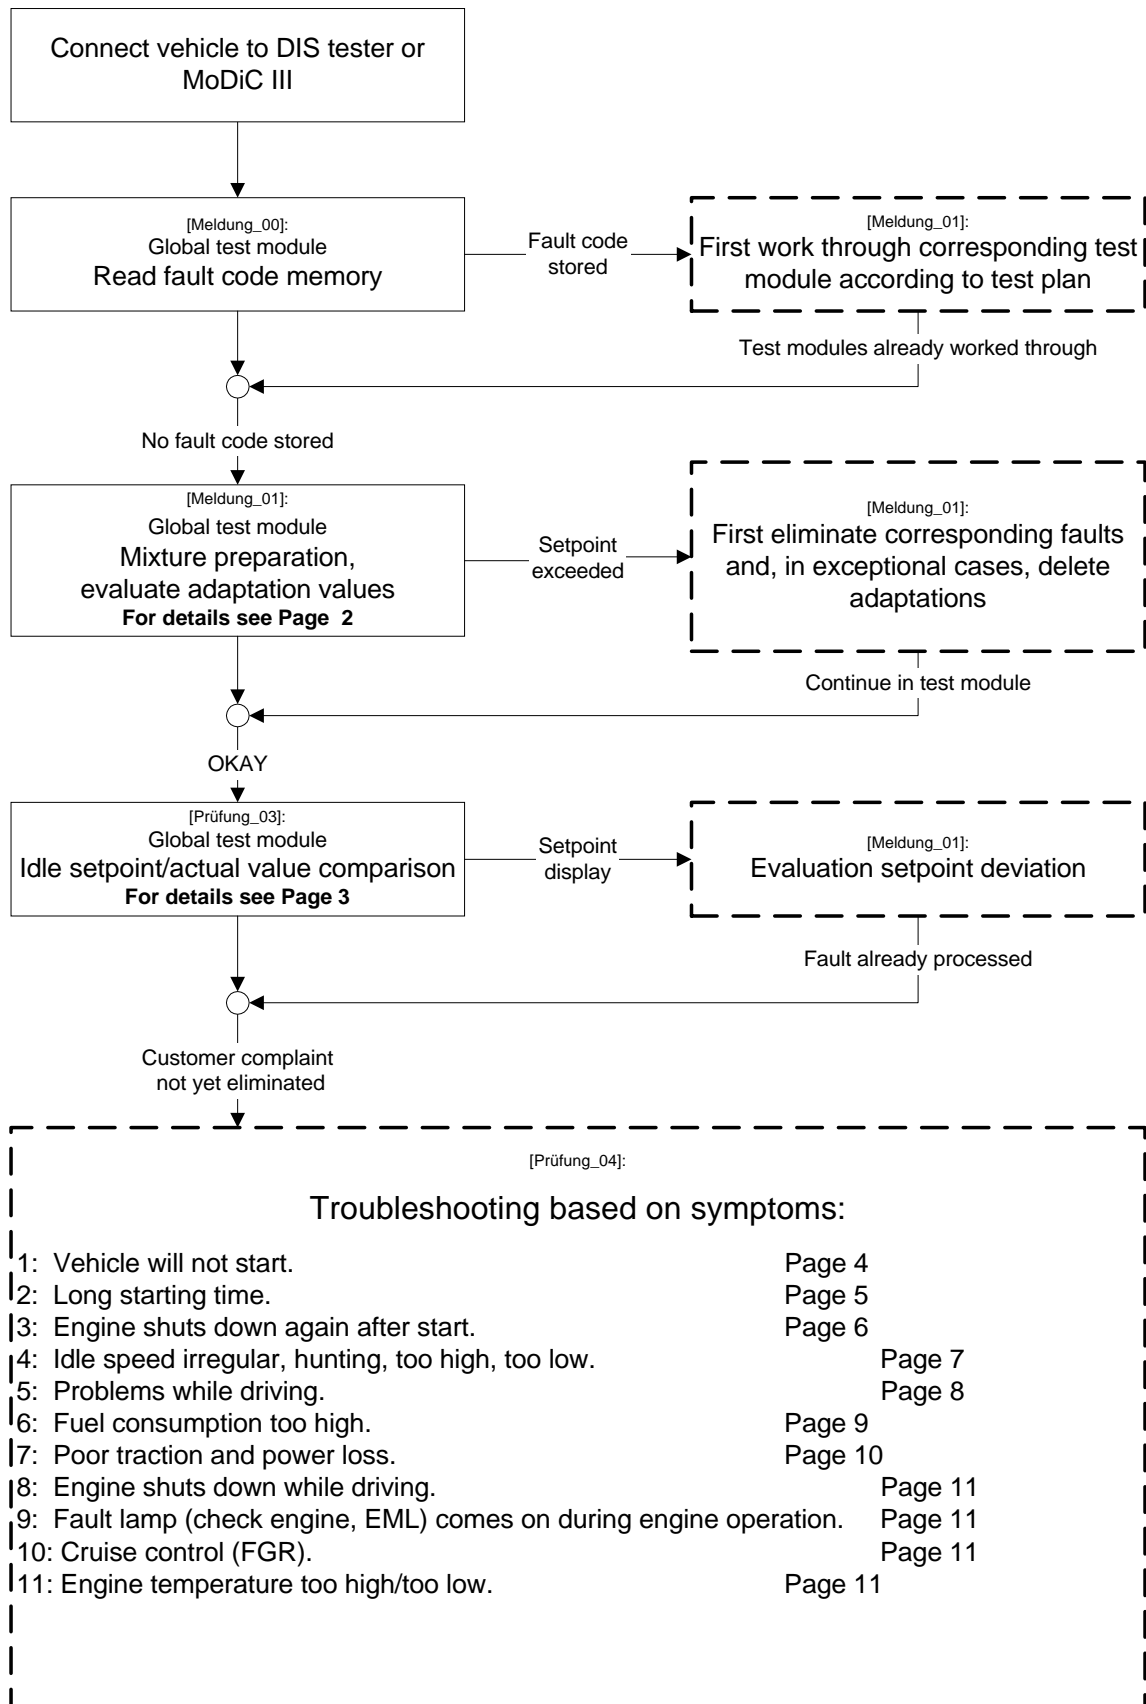 Connect vehicle to DIS tester or
MoDiC III
[Meldung_00]:
Global test module
Read fault code memory
Fault code
stored
[Meldung_01]:
First work through corresponding test
module according to test plan
Test modules already worked through
No fault code stored
[Meldung_01]:
Global test module
Mixture preparation,
evaluate adaptation values
For details see Page 2
Setpoint
exceeded
[Meldung_01]:
First eliminate corresponding faults
and, in exceptional cases, delete
adaptations
Continue in test module
OKAY
[Prüfung_03]:
Global test module
Idle setpoint/actual value comparison
For details see Page 3
Setpoint
display
[Meldung_01]:
Evaluation setpoint deviation
Fault already processed
Customer complaint
not yet eliminated
[Prüfung_04]:
Troubleshooting based on symptoms:
1: Vehicle will not start. Page 4
2: Long starting time. Page 5
3: Engine shuts down again after start. Page 6
4: Idle speed irregular, hunting, too high, too low. Page 7
5: Problems while driving. Page 8
6: Fuel consumption too high. Page 9
7: Poor traction and power loss. Page 10
8: Engine shuts down while driving. Page 11
9: Fault lamp (check engine, EML) comes on during engine operation. Page 11
10: Cruise control (FGR). Page 11
11: Engine temperature too high/too low. Page 11